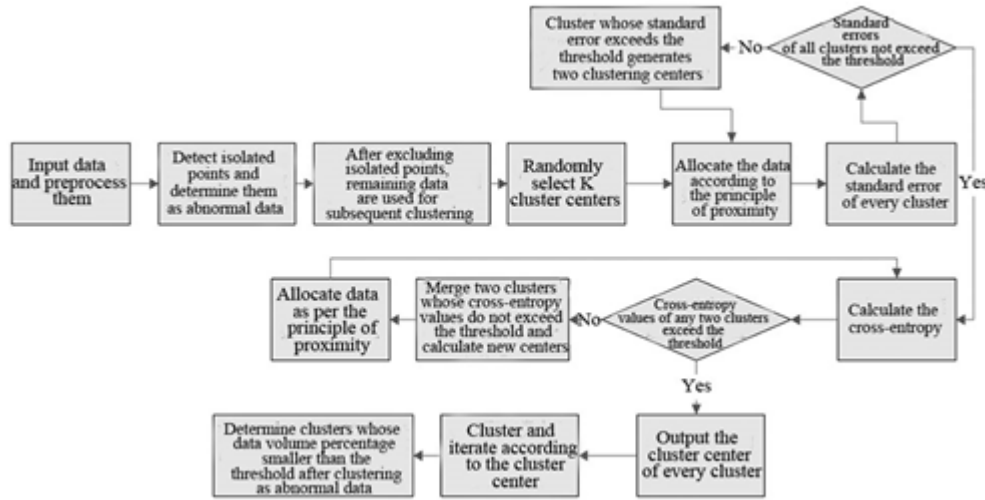 Cluster whose standard
error exceeds the
threshold generates
two clustering centers
No
Standard
errors
of all clusters not exceed
the threshold
Input data
and preprocess
them
Detect isolated
points and
determine them
as abnormal data
After excluding
isolated points,
remaining data
are used for
subsequent clustering
Randomly
select K
cluster centers
Allocate the data
according to
the principle
of proximity
Calculate the
the standard error
of every cluster
Yes
Allocate data
as per the
principle of
proximity
Merge two clusters
whose cross-entropy
values do not exceed
the threshold and
calculate new centers
No
Cross-entropy
values of any two clusters
exceed the
threshold
Calculate
the cross-entropy
Yes
Determine clusters whose
data volume percentage
smaller than the
threshold after clustering
as abnormal data
Cluster and
iterate according
to the cluster
center
Output the
cluster center
of every cluster